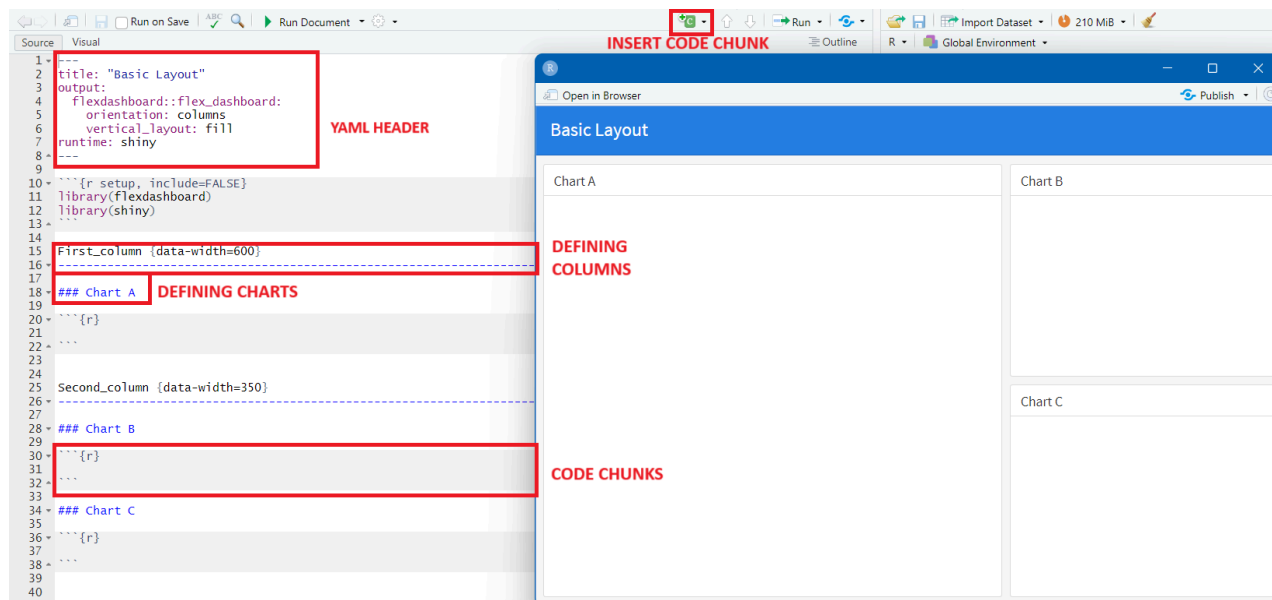 Run on Save
ABC
Run Document
Run
Import Dataset
210 MiB
Source
Visual
INSERT CODE CHUNK
Outline
R
Global Environment
1 ---
2 title: "Basic Layout"
3 output:
4 flexdashboard::flex_dashboard:
5 orientation: columns
6 vertical_layout: fill
7 runtime: shiny
8 ---
YAML HEADER
9
10 ```{r setup, include=FALSE}
11 library(flexdashboard)
12 library(shiny)
13 ```
14
15 First_column {data-width=600}
16 -----------------------------------------------------------------------
17
18 ### Chart A
DEFINING CHARTS
19
20 ```{r}
21
22 ```
23
24
25 Second_column {data-width=350}
26 -----------------------------------------------------------------------
27
28 ### Chart B
29
30 ```{r}
31
32 ```
33
34 ### Chart C
35
36 ```{r}
37
38 ```
39
40
R
Open in Browser
Publish
Basic Layout
Chart A
Chart B
DEFINING
COLUMNS
Chart C
CODE CHUNKS